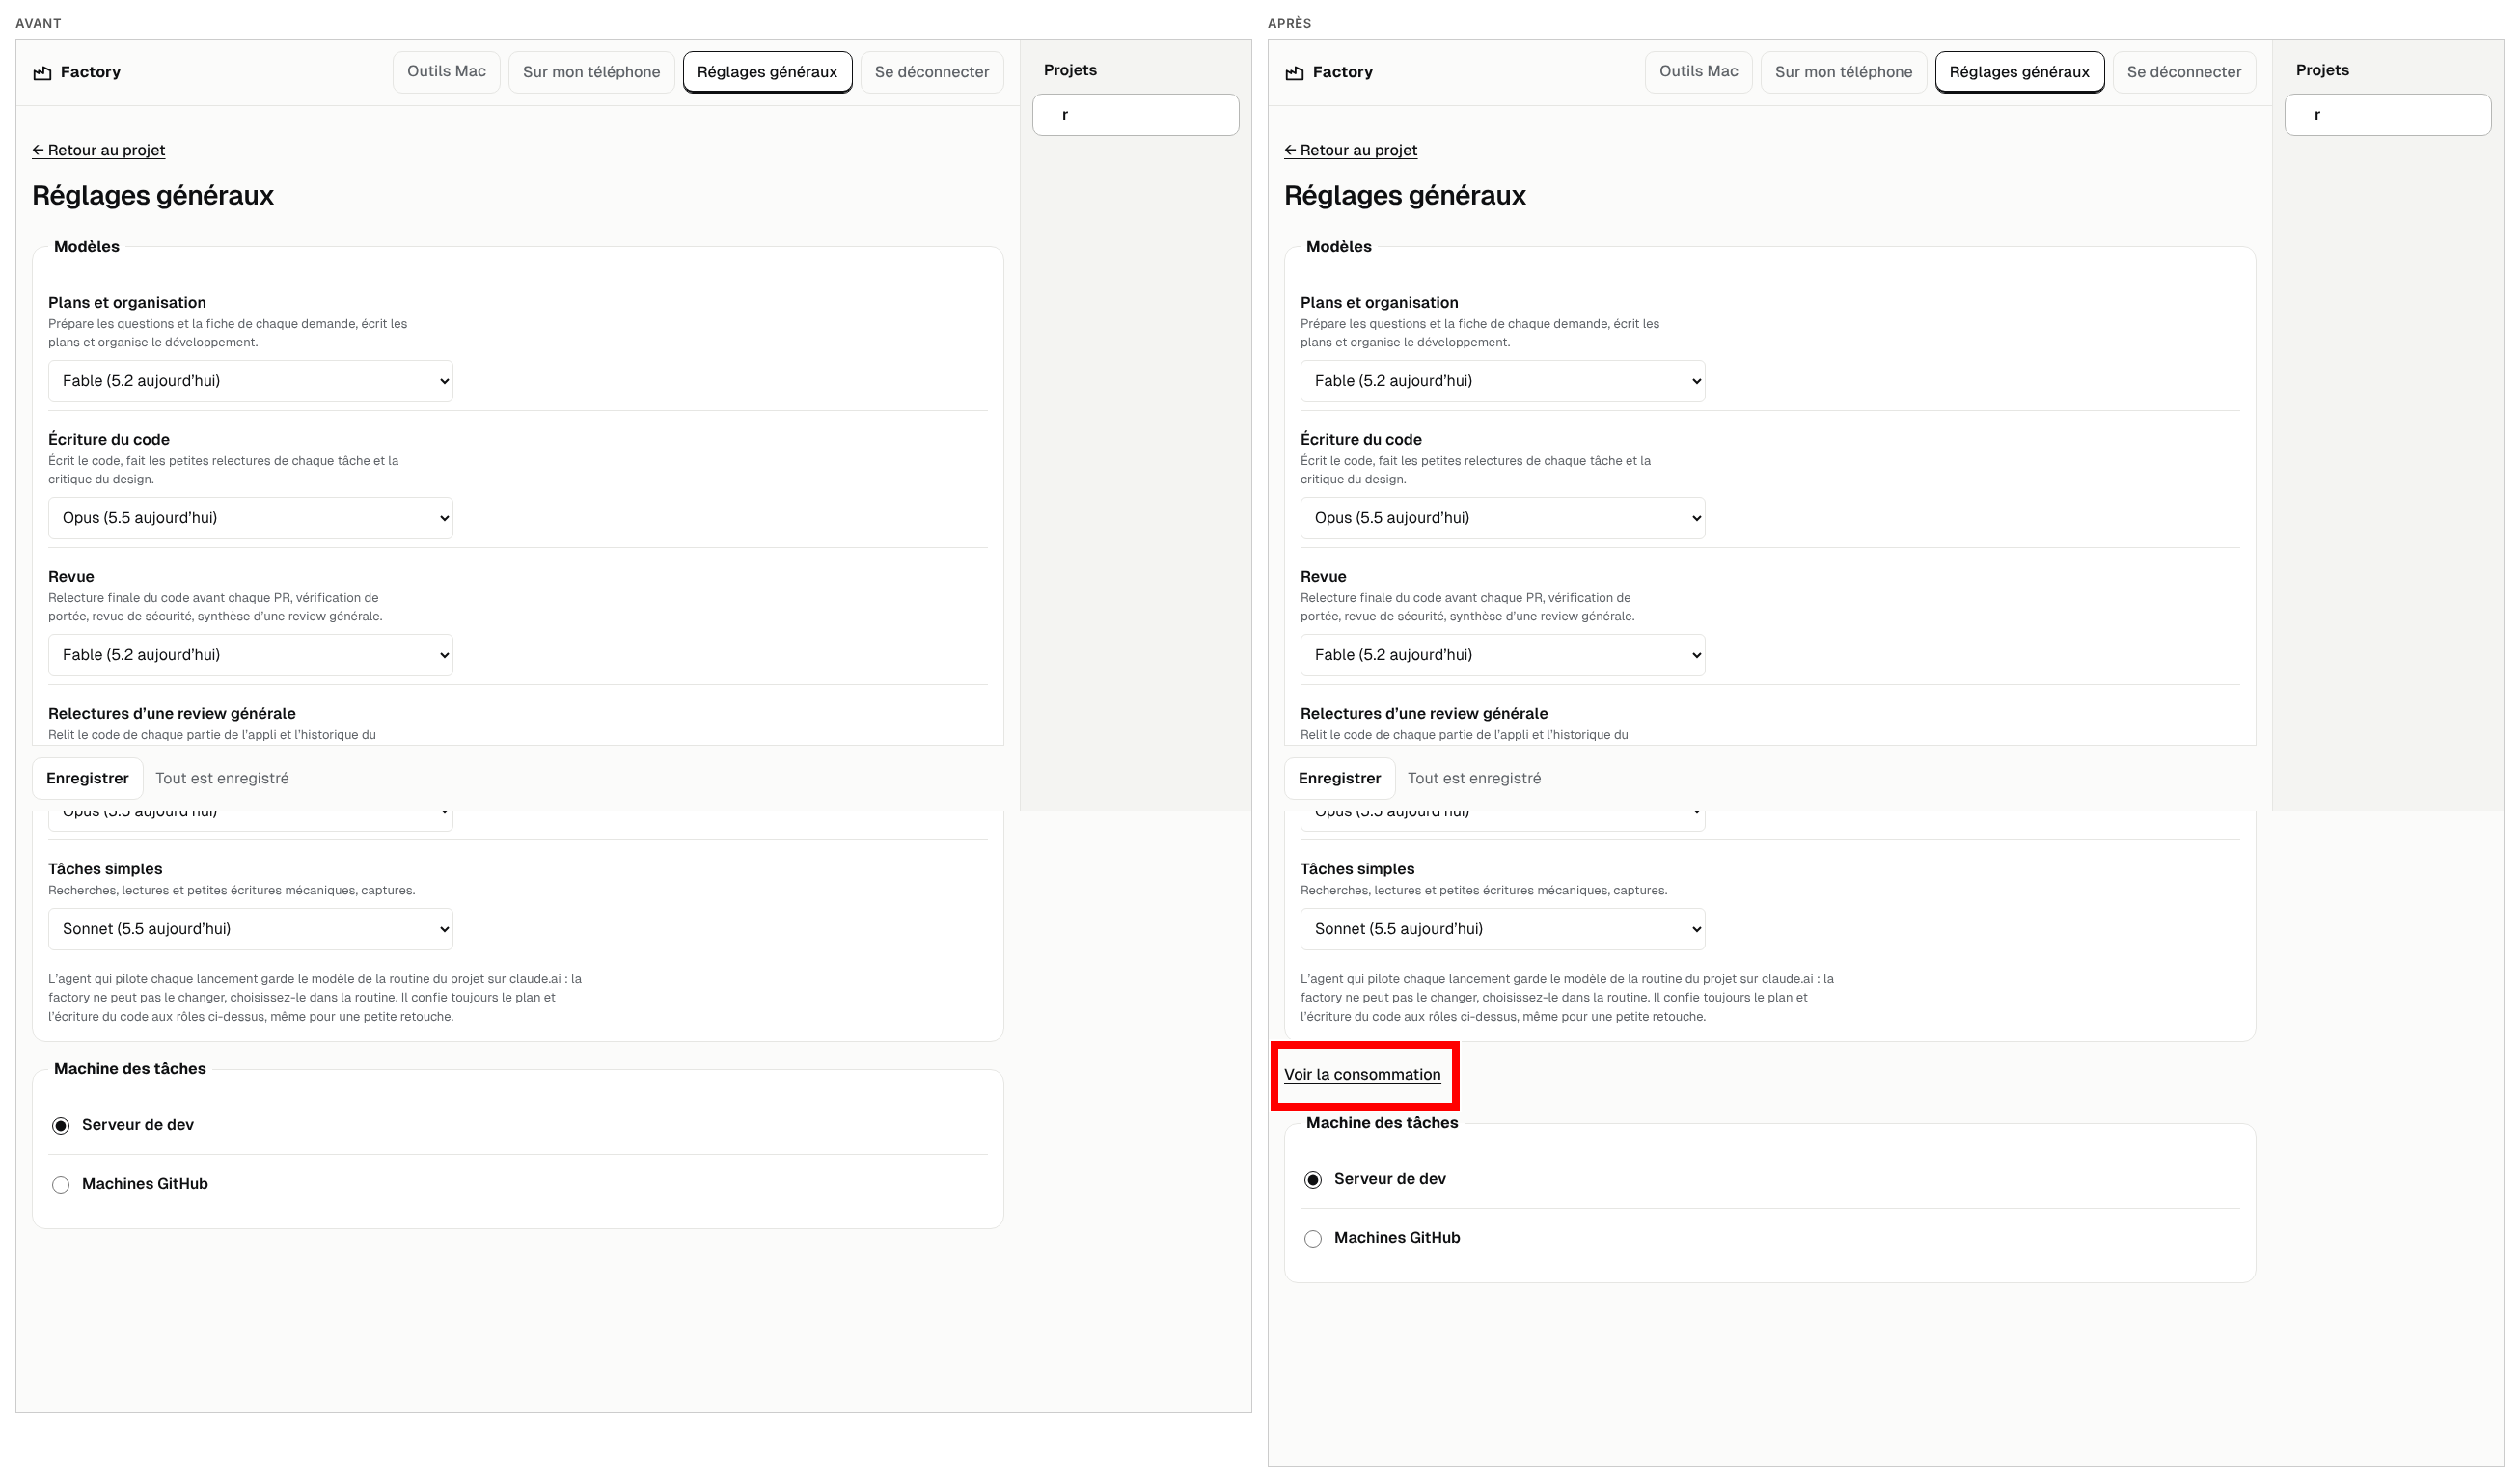 AVANT
Factory
Outils Mac
Sur mon téléphone
Réglages généraux
Se déconnecter
Projets
r
← Retour au projet
Réglages généraux
Modèles
Plans et organisation
Prépare les questions et la fiche de chaque demande, écrit les
plans et organise le développement.
Fable (5.2 aujourd’hui)
Écriture du code
Écrit le code, fait les petites relectures de chaque tâche et la
critique du design.
Opus (5.5 aujourd’hui)
Revue
Relecture finale du code avant chaque PR, vérification de
portée, revue de sécurité, synthèse d’une review générale.
Fable (5.2 aujourd’hui)
Relectures d’une review générale
Relit le code de chaque partie de l’appli et l’historique du
Enregistrer
Tout est enregistré
Opus (5.5 aujourd’hui)
Tâches simples
Recherches, lectures et petites écritures mécaniques, captures.
Sonnet (5.5 aujourd’hui)
L’agent qui pilote chaque lancement garde le modèle de la routine du projet sur claude.ai : la
factory ne peut pas le changer, choisissez-le dans la routine. Il confie toujours le plan et
l’écriture du code aux rôles ci-dessus, même pour une petite retouche.
Machine des tâches
Serveur de dev
Machines GitHub
APRÈS
Factory
Outils Mac
Sur mon téléphone
Réglages généraux
Se déconnecter
Projets
r
← Retour au projet
Réglages généraux
Modèles
Plans et organisation
Prépare les questions et la fiche de chaque demande, écrit les
plans et organise le développement.
Fable (5.2 aujourd’hui)
Écriture du code
Écrit le code, fait les petites relectures de chaque tâche et la
critique du design.
Opus (5.5 aujourd’hui)
Revue
Relecture finale du code avant chaque PR, vérification de
portée, revue de sécurité, synthèse d’une review générale.
Fable (5.2 aujourd’hui)
Relectures d’une review générale
Relit le code de chaque partie de l’appli et l’historique du
Enregistrer
Tout est enregistré
Opus (5.5 aujourd’hui)
Tâches simples
Recherches, lectures et petites écritures mécaniques, captures.
Sonnet (5.5 aujourd’hui)
L’agent qui pilote chaque lancement garde le modèle de la routine du projet sur claude.ai : la
factory ne peut pas le changer, choisissez-le dans la routine. Il confie toujours le plan et
l’écriture du code aux rôles ci-dessus, même pour une petite retouche.
Voir la consommation
Machine des tâches
Serveur de dev
Machines GitHub